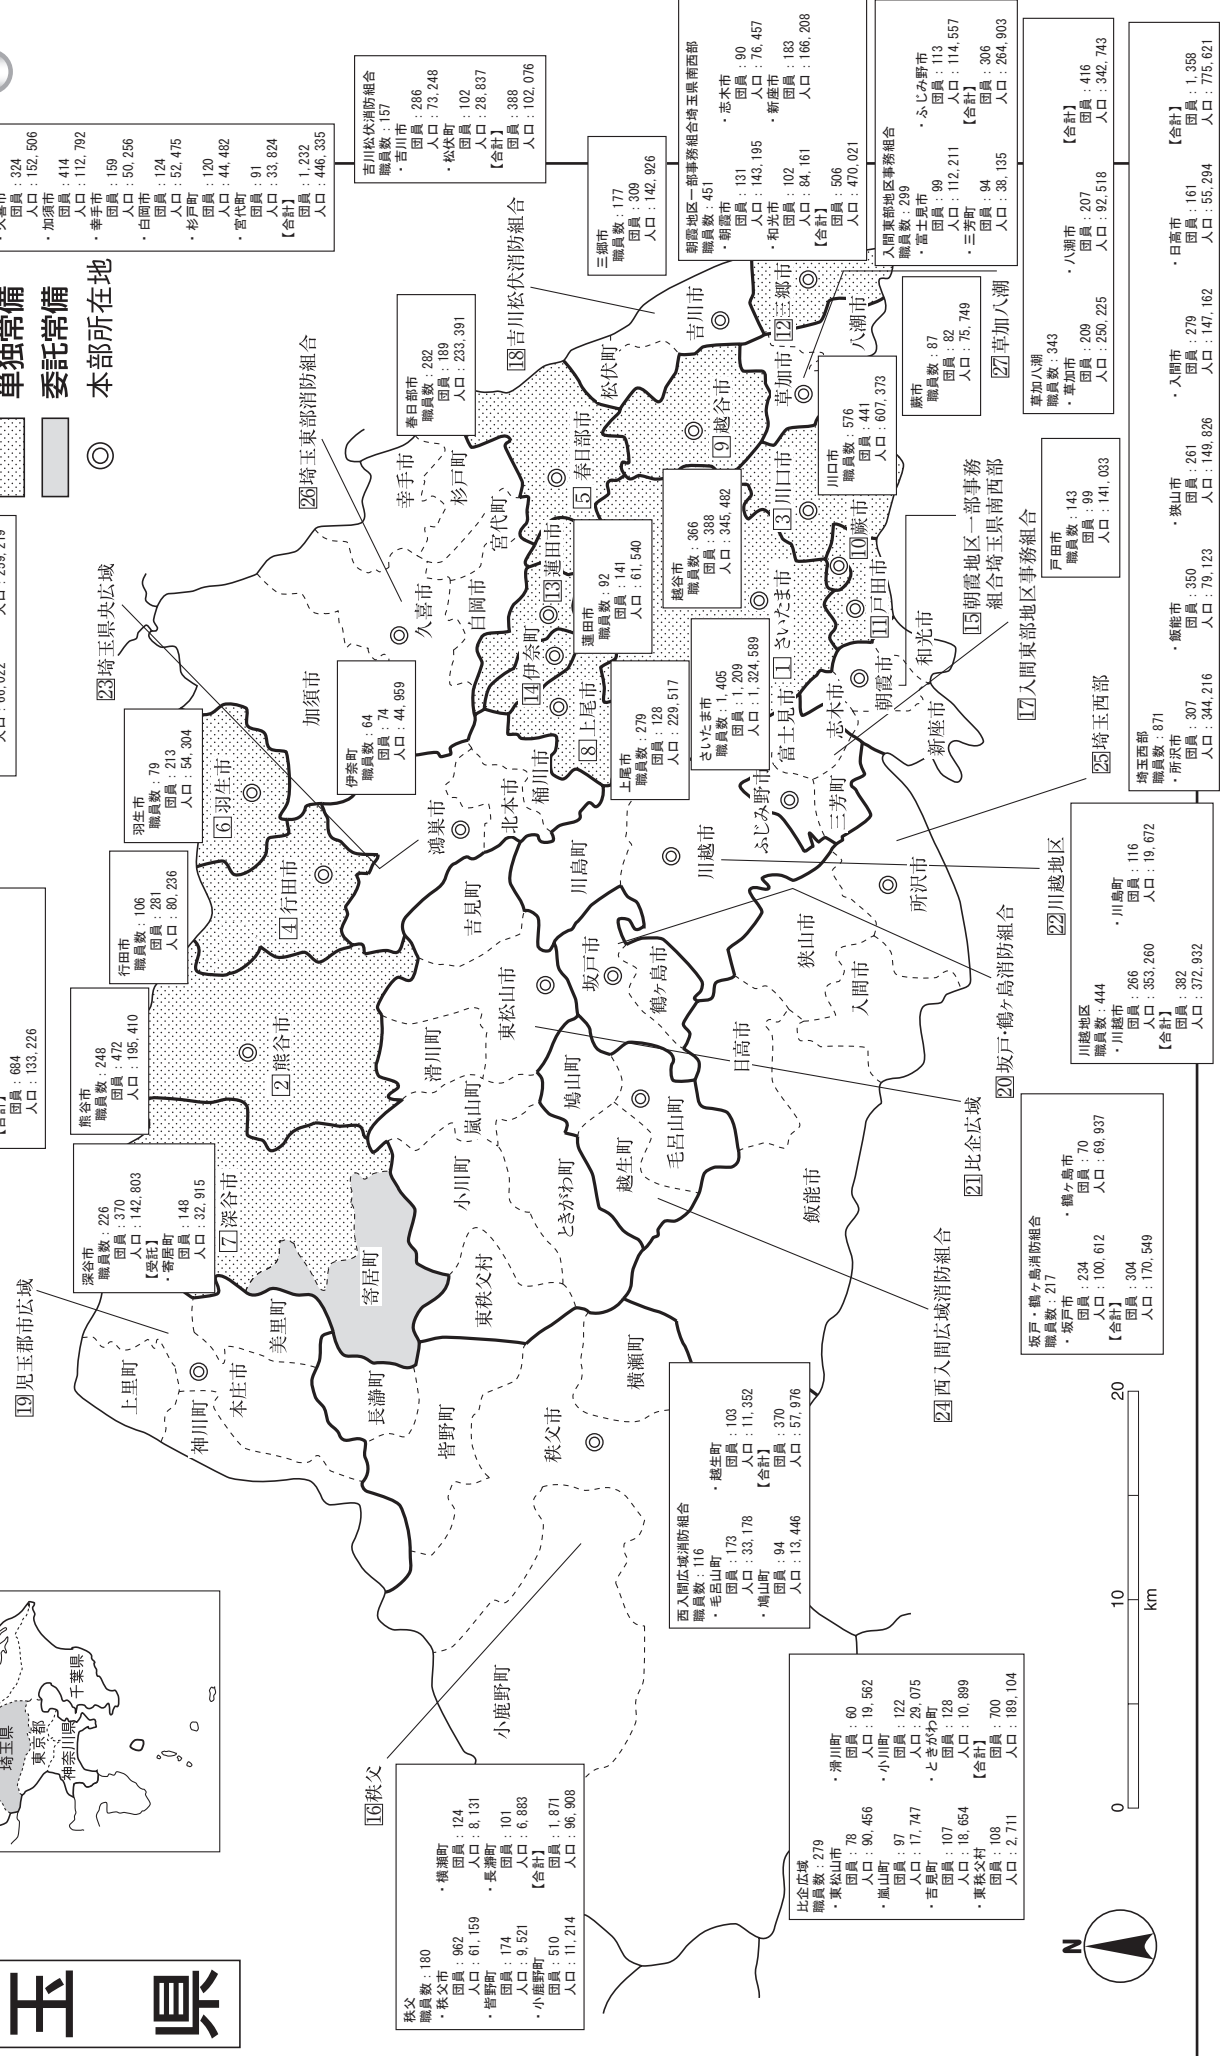 玉
県
埼玉県
東京都
神奈川県
千葉県
単独常備
委託常備
本部所在地
・久喜市
団員：324
人口：152,506
・加須市
団員：414
人口：112,792
・幸手市
団員：159
人口：50,256
・白岡市
団員：124
人口：52,475
・杉戸町
団員：120
人口：44,482
・宮代町
団員：91
人口：33,824
【合計】
団員：1,232
人口：446,335
【合計】
団員：684
人口：133,226
深谷市
職員数：226
団員：370
人口：142,803
【受託】
・寄居町
団員：148
人口：32,915
熊谷市
職員数：248
団員：472
人口：195,410
行田市
職員数：106
団員：281
人口：80,236
羽生市
職員数：79
団員：213
人口：54,304
伊奈町
職員数：64
団員：74
人口：44,959
春日部市
職員数：282
団員：189
人口：233,391
吉川松伏消防組合
職員数：157
・吉川市
団員：286
人口：73,248
・松伏町
団員：102
人口：28,837
【合計】
団員：388
人口：102,076
蓮田市
職員数：92
団員：141
人口：61,540
上尾市
職員数：279
団員：128
人口：229,517
越谷市
職員数：366
団員：388
人口：345,482
さいたま市
職員数：1,405
団員：1,209
人口：1,324,589
三郷市
職員数：177
団員：309
人口：142,926
川口市
職員数：576
団員：441
人口：607,373
蕨市
職員数：87
団員：82
人口：75,749
戸田市
職員数：143
団員：99
人口：141,033
朝霞地区一部事務組合埼玉県南西部
職員数：451
・朝霞市
団員：131
人口：143,195
・志木市
団員：90
人口：76,457
・和光市
団員：102
人口：84,161
・新座市
団員：183
人口：166,208
【合計】
団員：506
人口：470,021
入間東部地区事務組合
職員数：299
・富士見市
団員：99
人口：112,211
・ふじみ野市
団員：113
人口：114,557
・三芳町
団員：94
人口：38,135
【合計】
団員：306
人口：264,903
草加八潮
職員数：343
・草加市
団員：209
人口：250,225
・八潮市
団員：207
人口：92,518
【合計】
団員：416
人口：342,743
埼玉西部
職員数：871
・所沢市
団員：307
人口：344,216
・飯能市
団員：350
人口：79,123
・狭山市
団員：261
人口：149,826
・入間市
団員：279
人口：147,162
・日高市
団員：161
人口：55,294
【合計】
団員：1,358
人口：775,621
川越地区
職員数：444
・川越市
団員：266
人口：353,260
・川島町
団員：116
人口：19,672
【合計】
団員：382
人口：372,932
坂戸・鶴ヶ島消防組合
職員数：217
・坂戸市
団員：234
人口：100,612
・鶴ヶ島市
団員：70
人口：69,937
【合計】
団員：304
人口：170,549
西入間広域消防組合
職員数：116
・毛呂山町
団員：173
人口：33,178
・越生町
団員：103
人口：11,352
・鳩山町
団員：94
人口：13,446
【合計】
団員：370
人口：57,976
比企広域
職員数：279
・東松山市
団員：78
人口：90,456
・滑川町
団員：60
人口：19,562
・嵐山町
団員：97
人口：17,747
・小川町
団員：122
人口：29,075
・吉見町
団員：107
人口：18,654
・ときがわ町
団員：128
人口：10,899
・東秩父村
団員：108
人口：2,711
【合計】
団員：700
人口：189,104
秩父
職員数：180
・秩父市
団員：962
人口：61,159
・横瀬町
団員：124
人口：8,131
・皆野町
団員：174
人口：9,521
・長瀞町
団員：101
人口：6,883
・小鹿野町
団員：510
人口：11,214
【合計】
団員：1,871
人口：96,908
19児玉郡市広域
23埼玉県央広域
26埼玉東部消防組合
18吉川松伏消防組合
27草加八潮
15朝霞地区一部事務
組合埼玉県南西部
17入間東部地区事務組合
25埼玉西部
22川越地区
20坂戸・鶴ヶ島消防組合
21比企広域
24西入間広域消防組合
16秩父
上里町
神川町
本庄市
美里町
寄居町
7深谷市
2熊谷市
4行田市
6羽生市
加須市
久喜市
幸手市
杉戸町
宮代町
白岡市
5春日部市
13蓮田市
14伊奈町
8上尾市
桶川市
北本市
鴻巣市
吉見町
川島町
川越市
東松山市
滑川町
嵐山町
小川町
ときがわ町
東秩父村
長瀞町
皆野町
秩父市
横瀬町
小鹿野町
鳩山町
越生町
毛呂山町
坂戸市
鶴ヶ島市
日高市
飯能市
狭山市
入間市
所沢市
三芳町
ふじみ野市
富士見市
志木市
新座市
朝霞市
和光市
1さいたま市
11戸田市
10蕨市
3川口市
9越谷市
草加市
八潮市
12三郷市
吉川市
松伏町
N
0
10
20
km